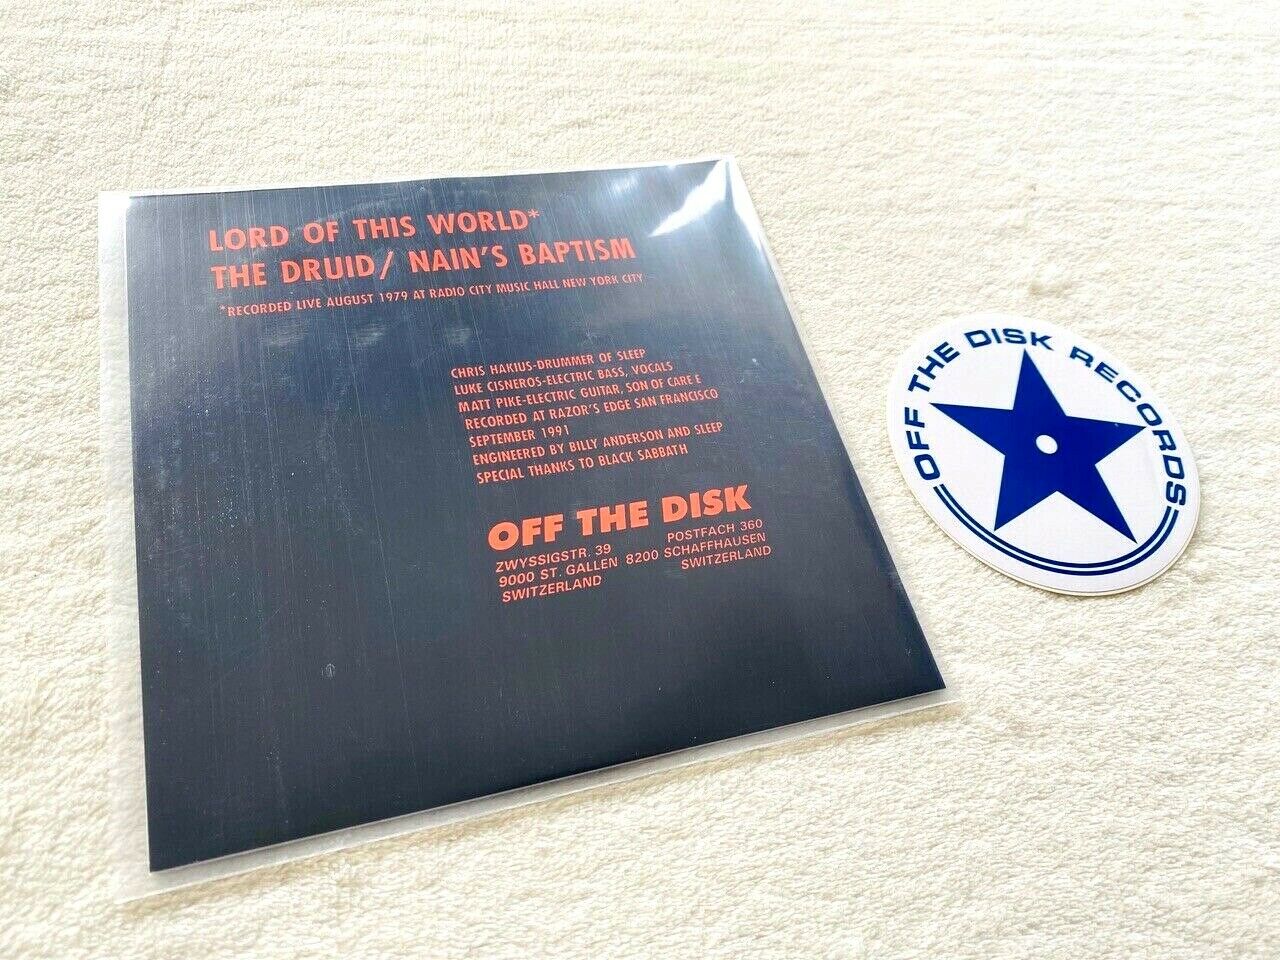 LORD OF THIS WORLD*
THE DRUID/ NAIN'S BAPTISM
*RECORDED LIVE AUGUST 1979 AT RADIO CITY MUSIC HALL NEW YORK CITY
CHRIS HAKIUS-DRUMMER OF SLEEP
LUKE CISNEROS-ELECTRIC BASS, VOCALS
MATT PIKE-ELECTRIC GUITAR, SON OF CARE E
RECORDED AT RAZOR'S EDGE SAN FRANCISCO
SEPTEMBER 1991
ENGINEERED BY BILLY ANDERSON AND SLEEP
SPECIAL THANKS TO BLACK SABBATH
OFF THE DISK
ZWYSSIGSTR. 39
9000 ST. GALLEN
SWITZERLAND
POSTFACH 360
8200 SCHAFFHAUSEN
SWITZERLAND
OFF THE DISK RECORDS